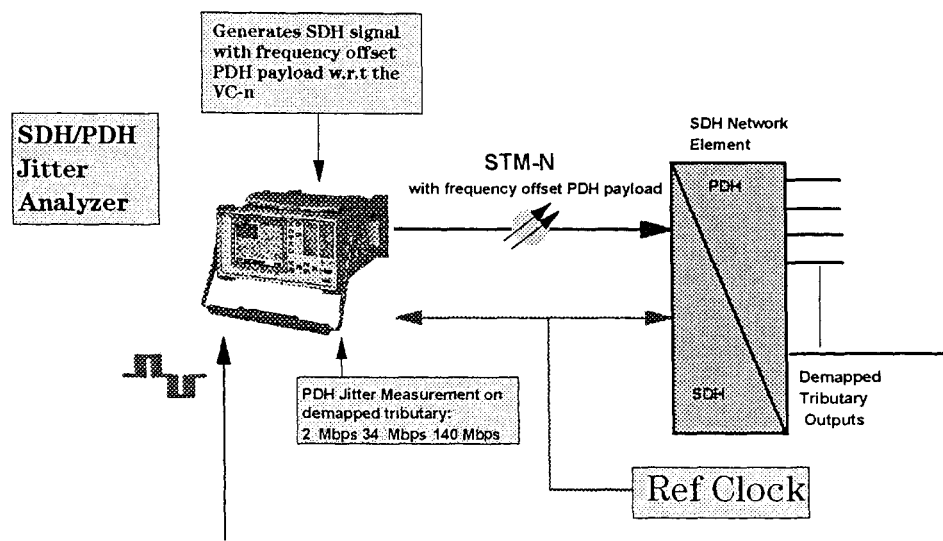 Generates SDH signal
with frequency offset
PDH payload w.r.t the
VC-n
SDH/PDH
Jitter
Analyzer
SDH Network
Element
STM-N
with frequency offset PDH payload
PDH
SDH
PDH Jitter Measurement on
demapped tributary:
2 Mbps 34 Mbps 140 Mbps
Demapped
Tributary
Outputs
Ref Clock